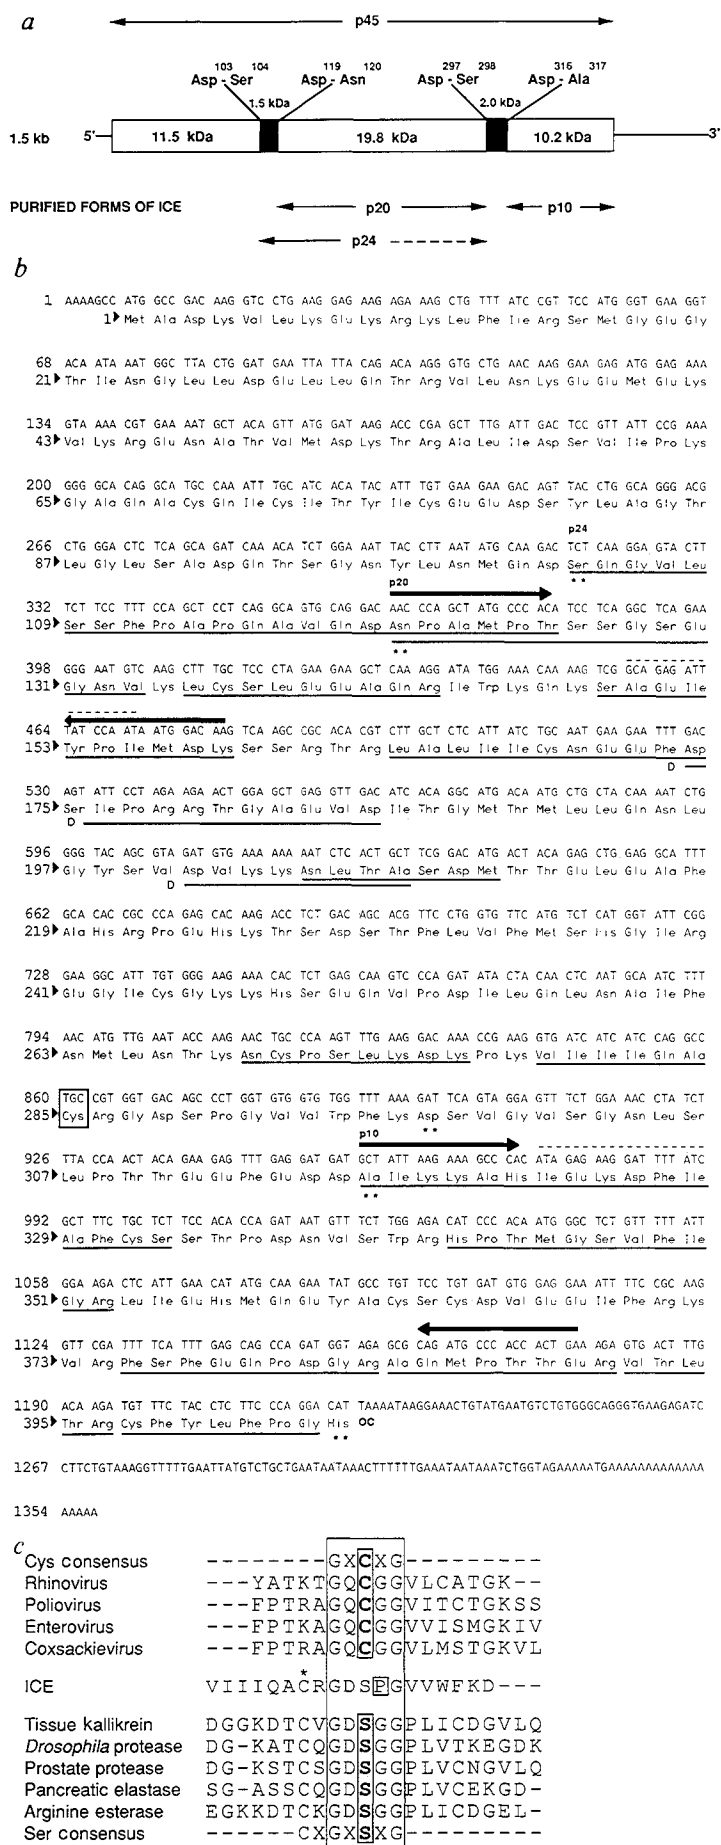 a
p45
103 104
119 120
297 298
316 317
Asp - Ser
Asp - Asn
Asp - Ser
Asp - Ala
1.5 kDa
2.0 kDa
1.5 kb
5'
11.5 kDa
19.8 kDa
10.2 kDa
3'
PURIFIED FORMS OF ICE
p20
p10
p24
b
1 AAAAGCC ATG GCC GAC AAG GTC CTG AAG GAG AAG AGA AAG CTG TTT ATC CGT TCC ATG GGT GAA GGT
1 Met Ala Asp Lys Val Leu Lys Glu Lys Arg Lys Leu Phe Ile Arg Ser Met Gly Glu Gly
68 ACA ATA AAT GGC TTA CTG GAT GAA TTA TTA CAG ACA AGG GTG CTG AAC AAG GAA GAG ATG GAG AAA
21 Thr Ile Asn Gly Leu Leu Asp Glu Leu Leu Gln Thr Arg Val Leu Asn Lys Glu Glu Met Glu Lys
134 GTA AAA CGT GAA AAT GCT ACA GTT ATG GAT AAG ACC CGA GCT TTG ATT GAC TCC GTT ATT CCG AAA
43 Val Lys Arg Glu Asn Ala Thr Val Met Asp Lys Thr Arg Ala Leu Ile Asp Ser Val Ile Pro Lys
200 GGG GCA CAG GCA TGC CAA ATT TGC ATC ACA TAC ATT TGT GAA GAA GAC AGT TAC CTG GCA GGG ACG
65 Gly Ala Gln Ala Cys Gln Ile Cys Ile Thr Tyr Ile Cys Glu Glu Asp Ser Tyr Leu Ala Gly Thr
p24
266 CTG GGA CTC TCA GCA GAT CAA ACA TCT GGA AAT TAC CTT AAT ATG CAA GAC TCT CAA GGA GTA CTT
87 Leu Gly Leu Ser Ala Asp Gln Thr Ser Gly Asn Tyr Leu Asn Met Gln Asp Ser Gln Gly Val Leu
**
p20
332 TCT TCC TTT CCA GCT CCT CAG GCA GTG CAG GAC AAC CCA GCT ATG CCC ACA TCC TCA GGC TCA GAA
109 Ser Ser Phe Pro Ala Pro Gln Ala Val Gln Asp Asn Pro Ala Met Pro Thr Ser Ser Gly Ser Glu
**
398 GGG AAT GTC AAG CTT TGC TCC CTA GAA GAA GCT CAA AGG ATA TGG AAA CAA AAG TCG GCA GAG ATT
131 Gly Asn Val Lys Leu Cys Ser Leu Glu Glu Ala Gln Arg Ile Trp Lys Gln Lys Ser Ala Glu Ile
464 TAT CCA ATA ATG GAC AAG TCA AGC CGC ACA CGT CTT GCT CTC ATT ATC TGC AAT GAA GAA TTT GAC
153 Tyr Pro Ile Met Asp Lys Ser Ser Arg Thr Arg Leu Ala Leu Ile Ile Cys Asn Glu Glu Phe Asp
D
530 AGT ATT CCT AGA AGA ACT GGA GCT GAG GTT GAC ATC ACA GGC ATG ACA ATG CTG CTA CAA AAT CTG
175 Ser Ile Pro Arg Arg Thr Gly Ala Glu Val Asp Ile Thr Gly Met Thr Met Leu Leu Gln Asn Leu
D
596 GGG TAC AGC GTA GAT GTG AAA AAA AAT CTC ACT GCT TCG GAC ATG ACT ACA GAG CTG GAG GCA TTT
197 Gly Tyr Ser Val Asp Val Lys Lys Asn Leu Thr Ala Ser Asp Met Thr Thr Glu Leu Glu Ala Phe
D
662 GCA CAC CGC CCA GAG CAC AAG ACC TCT GAC AGC ACG TTC CTG GTG TTC ATG TCT CAT GGT ATT CGG
219 Ala His Arg Pro Glu His Lys Thr Ser Asp Ser Thr Phe Leu Val Phe Met Ser His Gly Ile Arg
728 GAA GGC ATT TGT GGG AAG AAA CAC TCT GAG CAA GTC CCA GAT ATA CTA CAA CTC AAT GCA ATC TTT
241 Glu Gly Ile Cys Gly Lys Lys His Ser Glu Gln Val Pro Asp Ile Leu Gln Leu Asn Ala Ile Phe
794 AAC ATG TTG AAT ACC AAG AAC TGC CCA AGT TTG AAG GAC AAA CCG AAG GTG ATC ATC ATC CAG GCC
263 Asn Met Leu Asn Thr Lys Asn Cys Pro Ser Leu Lys Asp Lys Pro Lys Val Ile Ile Ile Gln Ala
860 TGC CGT GGT GAC AGC CCT GGT GTG GTG TGG TTT AAA GAT TCA GTA GGA GTT TCT GGA AAC CTA TCT
285 Cys Arg Gly Asp Ser Pro Gly Val Val Trp Phe Lys Asp Ser Val Gly Val Ser Gly Asn Leu Ser
**
p10
926 TTA CCA ACT ACA GAA GAG TTT GAG GAT GAT GCT ATT AAG AAA GCC CAC ATA GAG AAG GAT TTT ATC
307 Leu Pro Thr Thr Glu Glu Phe Glu Asp Asp Ala Ile Lys Lys Ala His Ile Glu Lys Asp Phe Ile
**
992 GCT TTC TGC TCT TCC ACA CCA GAT AAT GTT TCT TGG AGA CAT CCC ACA ATG GGC TCT GTT TTT ATT
329 Ala Phe Cys Ser Ser Thr Pro Asp Asn Val Ser Trp Arg His Pro Thr Met Gly Ser Val Phe Ile
1058 GGA AGA CTC ATT GAA CAT ATG CAA GAA TAT GCC TGT TCC TGT GAT GTG GAG GAA ATT TTC CGC AAG
351 Gly Arg Leu Ile Glu His Met Gln Glu Tyr Ala Cys Ser Cys Asp Val Glu Glu Ile Phe Arg Lys
1124 GTT CGA TTT TCA TTT GAG CAG CCA GAT GGT AGA GCG CAG ATG CCC ACC ACT GAA AGA GTG ACT TTG
373 Val Arg Phe Ser Phe Glu Gln Pro Asp Gly Arg Ala Gln Met Pro Thr Thr Glu Arg Val Thr Leu
1190 ACA AGA TGT TTC TAC CTC TTC CCA GGA CAT TAAAATAAGGAAACTGTATGAATGTCTGTGGGCAGGGTGAAGAGATC
395 Thr Arg Cys Phe Tyr Leu Phe Pro Gly His OC
**
1267 CTTCTGTAAAGGTTTTTGAATTATGTCTGCTGAATAATAAACTTTTTTGAAATAATAAATCTGGTAGAAAAATGAAAAAAAAAAAAA
1354 AAAAA
c
Cys consensus --------GXCXG---------
Rhinovirus ---YATKTGQCGGVLCATGK--
Poliovirus ---FPTRAGQCGGVITCTGKSS
Enterovirus ---FPTKAGQCGGVVISMGKIV
Coxsackievirus ---FPTRAGQCGGVLMSTGKVL
*
ICE VIIIQACRGDSPGVVWFKD---
Tissue kallikrein DGGKDTCVGDSGGPLICDGVLQ
Drosophila protease DG-KATCQGDSGGPLVTKEGDK
Prostate protease DG-KSTCSGDSGGPLVCNGVLQ
Pancreatic elastase SG-ASSCQGDSGGPLVCEKGD-
Arginine esterase EGKKDTCKGDSGGPLICDGEL-
Ser consensus ------CXGXSXG---------